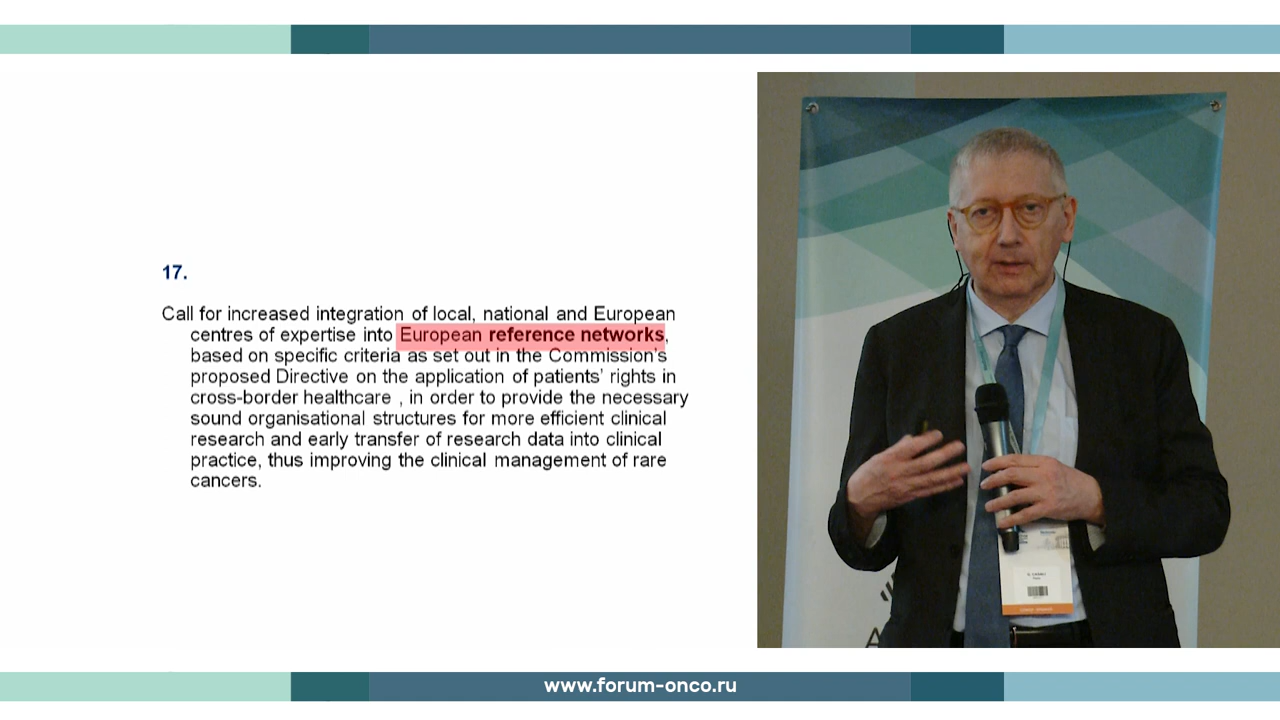 17.
Call for increased integration of local, national and European
centres of expertise into European reference networks,
based on specific criteria as set out in the Commission's
proposed Directive on the application of patients' rights in
cross-border healthcare , in order to provide the necessary
sound organisational structures for more efficient clinical
research and early transfer of research data into clinical
practice, thus improving the clinical management of rare
cancers.
www.forum-onco.ru